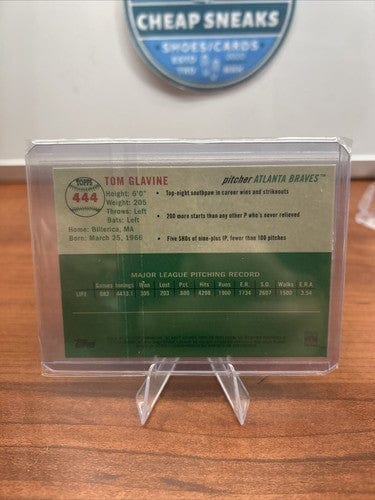 CHEAP SNEAKS
SHOES/CARDS
TOPPS
444
TOM GLAVINE
Height: 6'0"
Weight: 205
Throws: Left
Bats: Left
Home: Billerica, MA
Born: March 25, 1966
pitcher ATLANTA BRAVES™
• Top-night southpaw in career wins and strikeouts
• 200 more starts than any other P who's never relieved
• Five ShOs of nine-plus IP, fewer than 100 pitches
MAJOR LEAGUE PITCHING RECORD
Games Innings Won Lost Pct. Hits Runs E.R. S.O. Walks E.R.A.
LIFE 682 4413.1 305 203 .600 4298 1900 1734 2607 1500 3.54
Topps